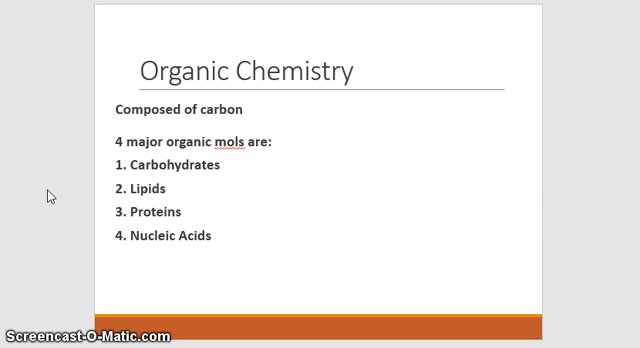 Organic Chemistry
Composed of carbon
4 major organic mols are:
1. Carbohydrates
2. Lipids
3. Proteins
4. Nucleic Acids
Screencast-O-Matic.com